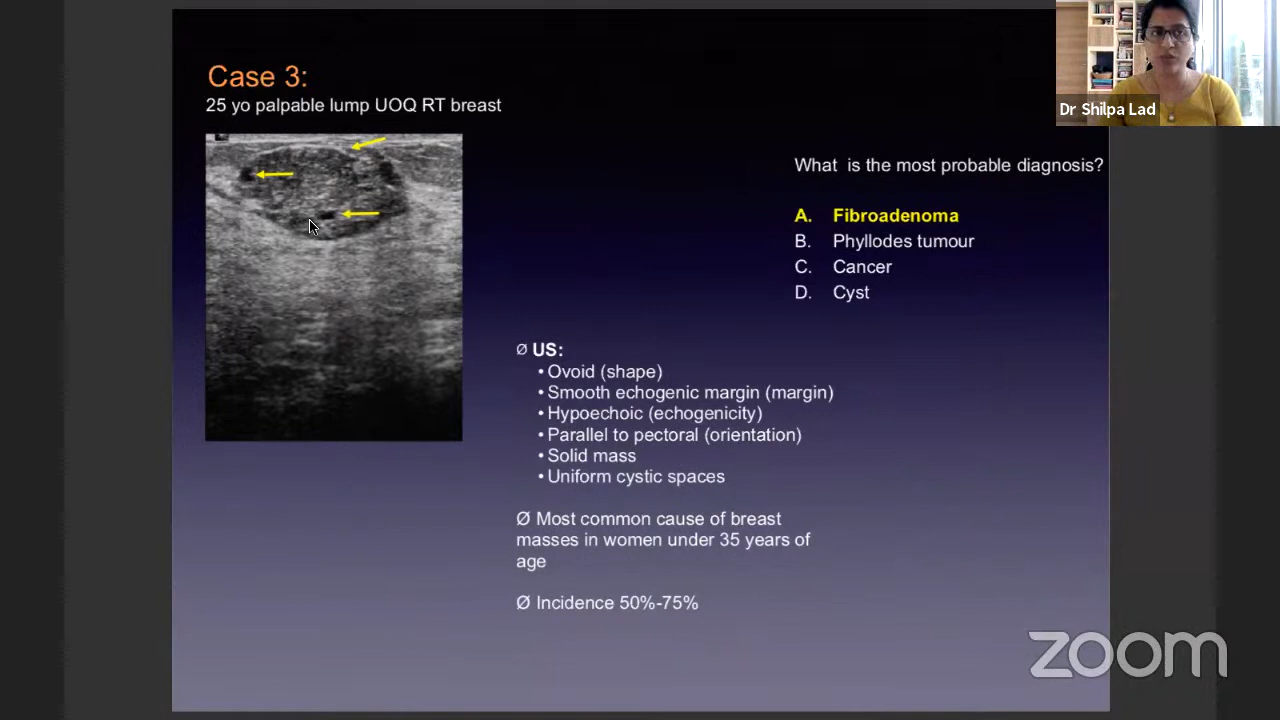 Case 3:
25 yo palpable lump UOQ RT breast
Dr Shilpa Lad
What  is the most probable diagnosis?
A. Fibroadenoma
B. Phyllodes tumour
C. Cancer
D. Cyst
Ø US:
• Ovoid (shape)
• Smooth echogenic margin (margin)
• Hypoechoic (echogenicity)
• Parallel to pectoral (orientation)
• Solid mass
• Uniform cystic spaces
Ø Most common cause of breast
masses in women under 35 years of
age
Ø Incidence 50%-75%
zoom